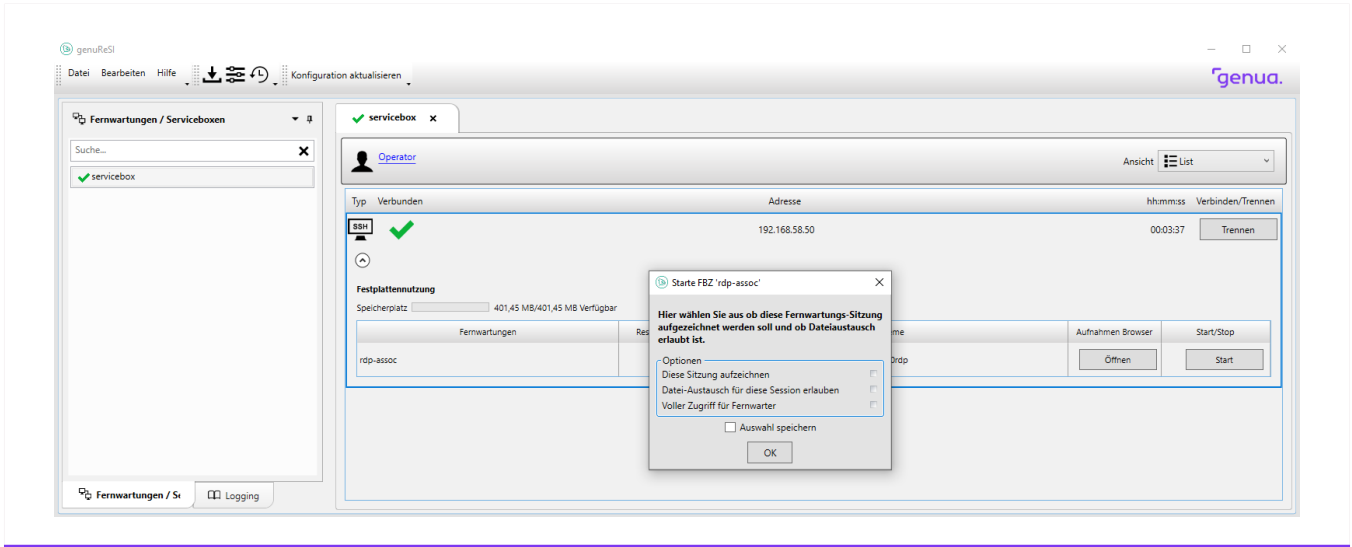 genuReSI
Datei Bearbeiten Hilfe Konfiguration aktualisieren
genua.
Fernwartungen / Serviceboxen
Suche...
servicebox
servicebox x
Operator
Ansicht List
Typ Verbunden Adresse hh:mm:ss Verbinden/Trennen
SSH 192.168.58.50 00:03:37 Trennen
Festplattennutzung
Speicherplatz 401,45 MB/401,45 MB Verfügbar
Fernwartungen Aufnahmen Browser Start/Stop
rdp-assoc Öffnen Start
Starte FBZ 'rdp-assoc'
Hier wählen Sie aus ob diese Fernwartungs-Sitzung
aufgezeichnet werden soll und ob Dateiaustausch
erlaubt ist.
Optionen
Diese Sitzung aufzeichnen
Datei-Austausch für diese Session erlauben
Voller Zugriff für Fernwarter
Auswahl speichern
OK
Fernwartungen / Logging